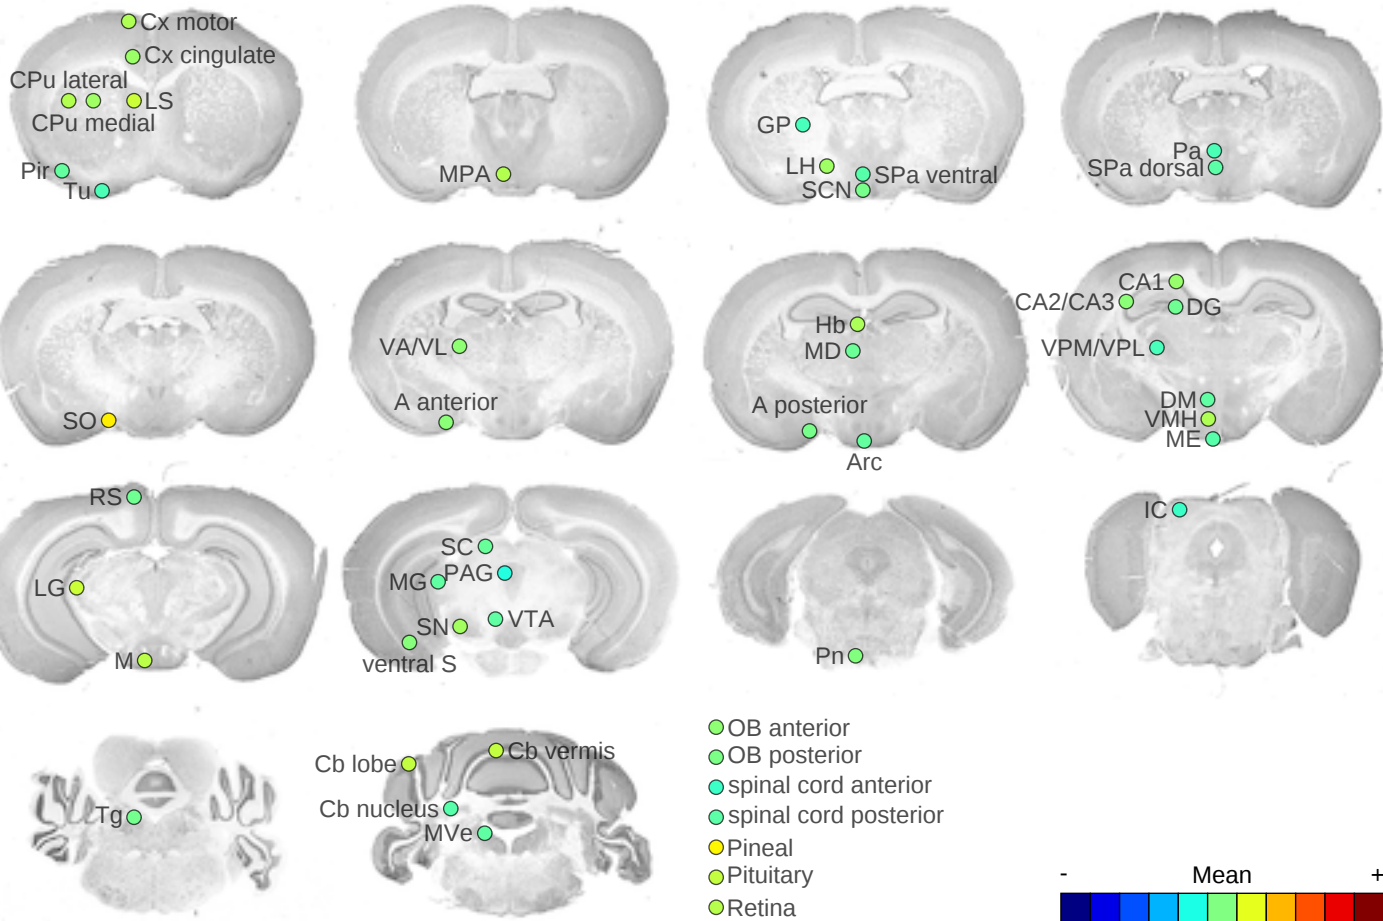 Cx motor
Cx cingulate
CPu lateral
LS
CPu medial
Pir
Tu
MPA
GP
LH
SPa ventral
SCN
Pa
SPa dorsal
SO
VA/VL
A anterior
Hb
MD
A posterior
Arc
CA1
CA2/CA3
DG
VPM/VPL
DM
VMH
ME
RS
LG
M
SC
PAG
MG
VTA
SN
ventral S
Pn
IC
Tg
Cb lobe
Cb vermis
Cb nucleus
MVe
OB anterior
OB posterior
spinal cord anterior
spinal cord posterior
Pineal
Pituitary
Retina
- Mean +